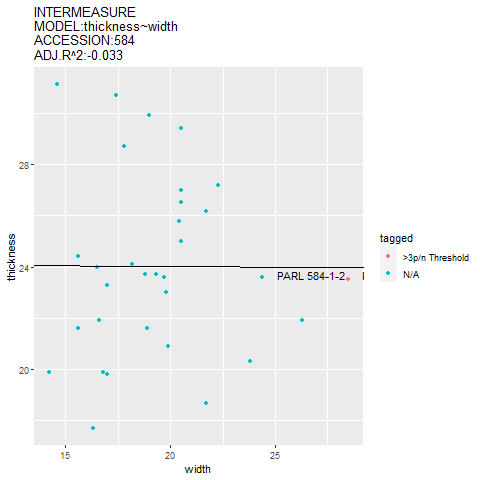 INTERMEASURE
MODEL:thickness~width
ACCESSION:584
ADJ.R^2:-0.033
28
24
20
thickness
PARL 584-1-2
15
20
25
width
tagged
>3p/n Threshold
N/A